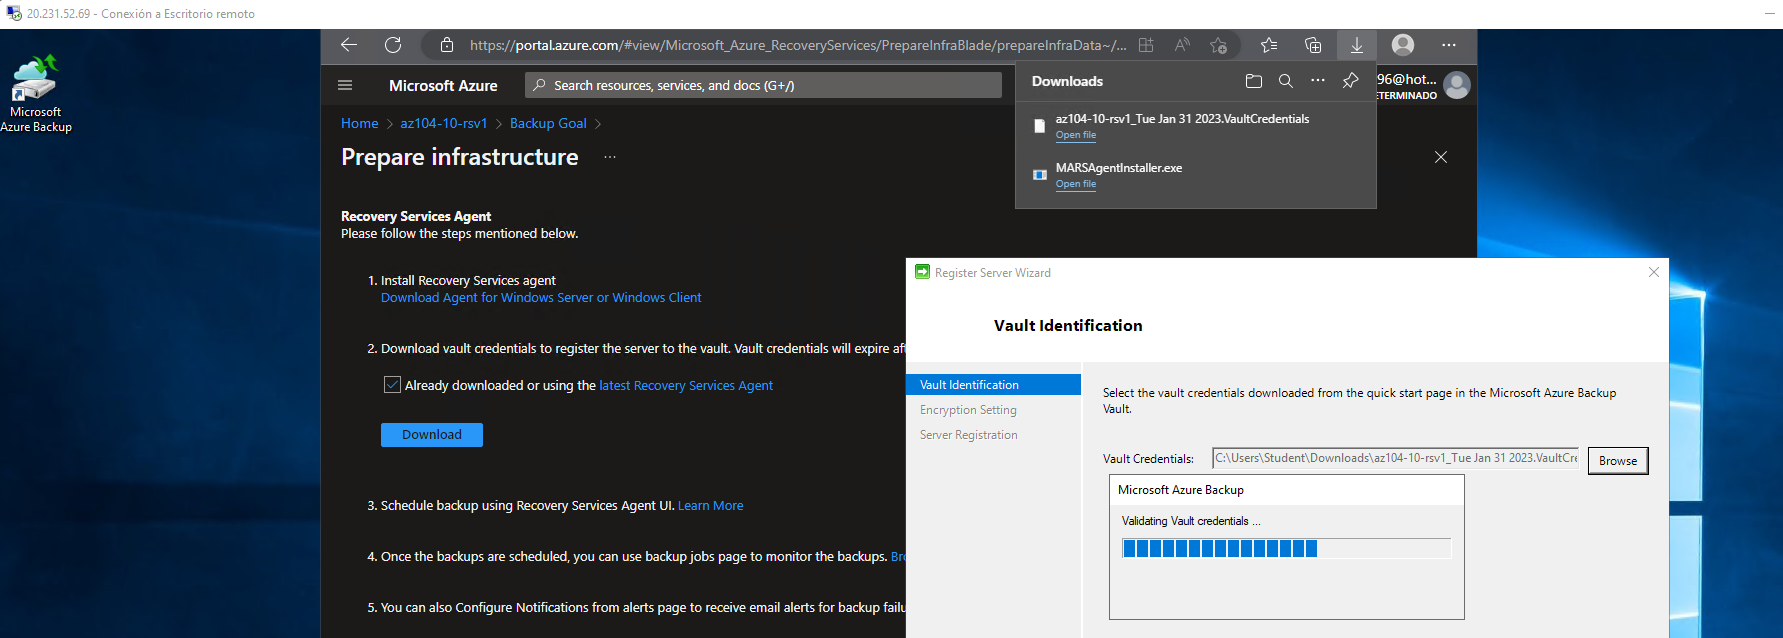 20.231.52.69 - Conexión a Escritorio remoto
Microsoft
Azure Backup
https://portal.azure.com/#view/Microsoft_Azure_RecoveryServices/PrepareInfraBlade/prepareInfraData~/...
Microsoft Azure
Search resources, services, and docs (G+/)
96@hot...
ETERMINADO
Downloads
az104-10-rsv1_Tue Jan 31 2023.VaultCredentials
Open file
MARSAgentInstaller.exe
Open file
Home > az104-10-rsv1 > Backup Goal >
Prepare infrastructure ...
Recovery Services Agent
Please follow the steps mentioned below.
1. Install Recovery Services agent
Download Agent for Windows Server or Windows Client
2. Download vault credentials to register the server to the vault. Vault credentials will expire af
Already downloaded or using the latest Recovery Services Agent
Download
3. Schedule backup using Recovery Services Agent UI. Learn More
4. Once the backups are scheduled, you can use backup jobs page to monitor the backups. Bro
5. You can also Configure Notifications from alerts page to receive email alerts for backup failu
Register Server Wizard
Vault Identification
Vault Identification
Encryption Setting
Server Registration
Select the vault credentials downloaded from the quick start page in the Microsoft Azure Backup
Vault.
Vault Credentials: C:\Users\Student\Downloads\az104-10-rsv1_Tue Jan 31 2023.VaultCre
Browse
Microsoft Azure Backup
Validating Vault credentials ...